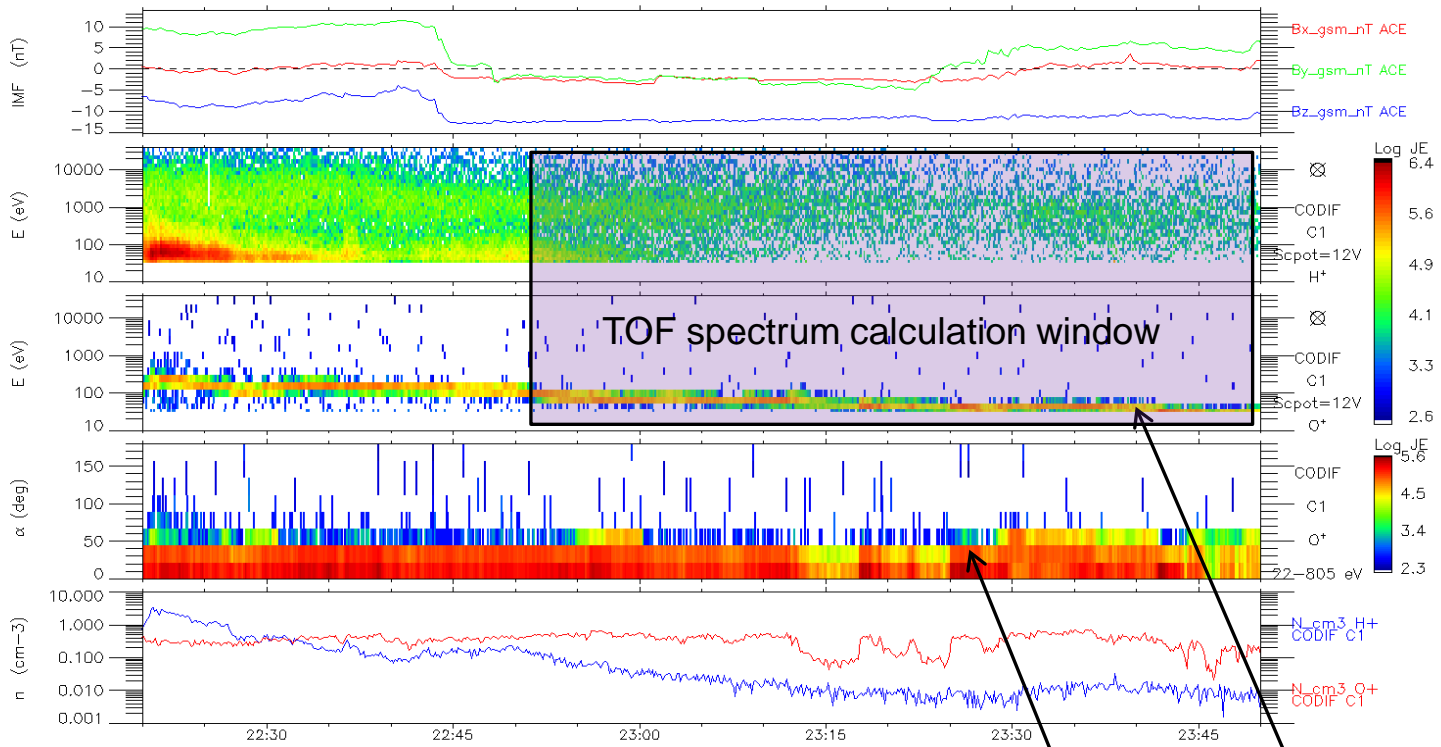 IMF (nT)
10
5
0
-5
-10
-15
Bx_gsm_nT ACE
By_gsm_nT ACE
Bz_gsm_nT ACE
E (eV)
10000
1000
100
10
CODIF
C1
Scpot=12V
H+
Log JE
6.4
5.6
4.9
4.1
3.3
2.6
E (eV)
10000
1000
100
10
TOF spectrum calculation window
CODIF
C1
Scpot=12V
O+
α (deg)
150
100
50
0
CODIF
C1
O+
22-805 eV
Log JE
5.6
4.5
3.4
2.3
n (cm-3)
10.000
1.000
0.100
0.010
0.001
N_cm3_H+
CODIF C1
N_cm3_O+
CODIF C1
22:30
22:45
23:00
23:15
23:30
23:45